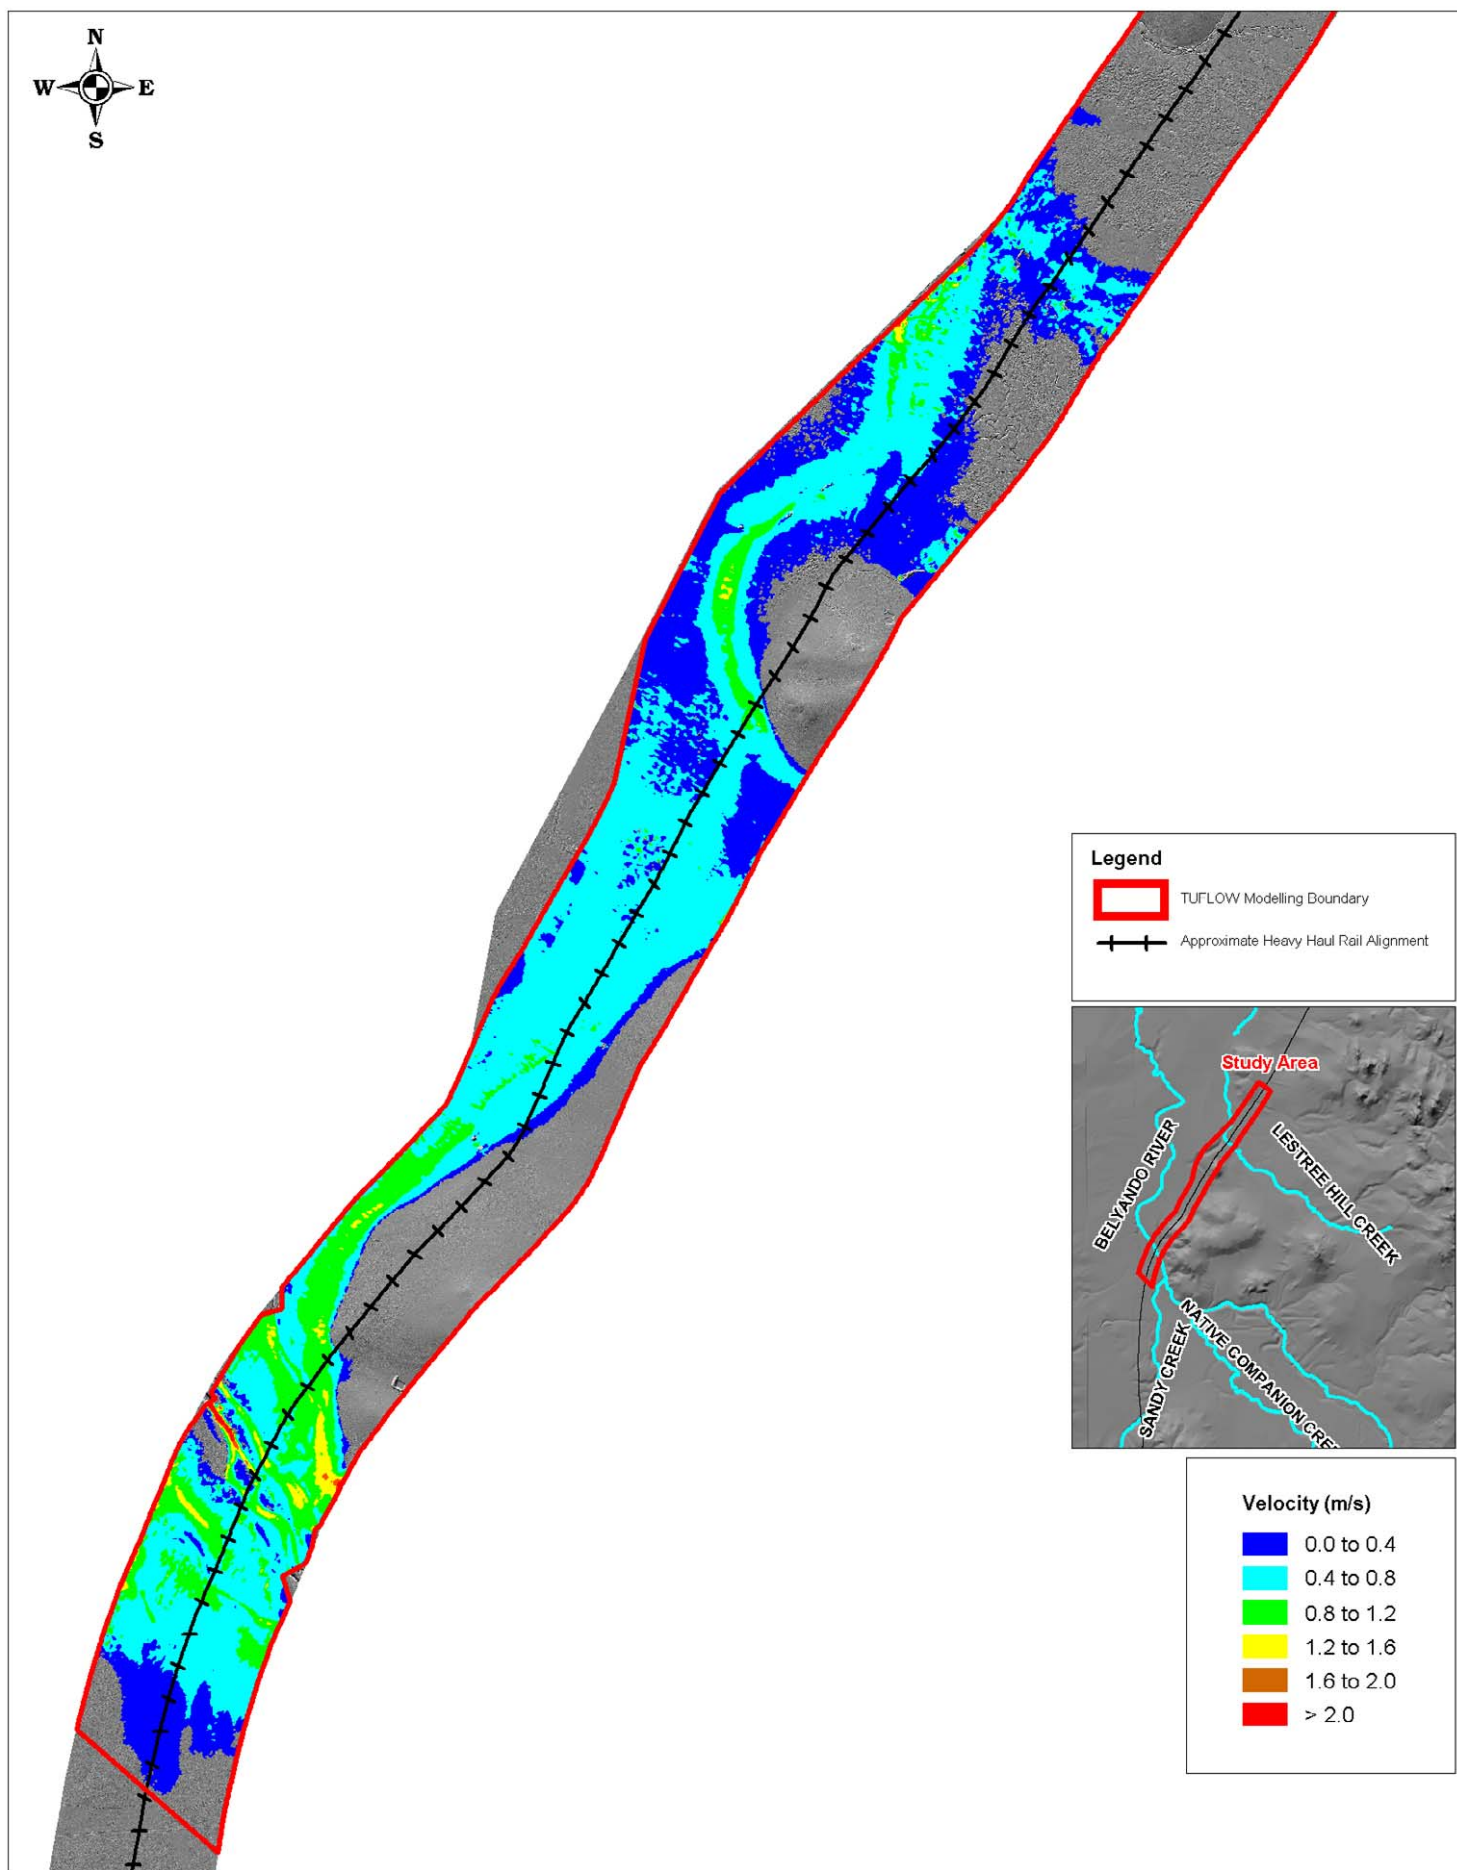 N
W E
S
Legend
TUFLOW Modelling Boundary
Approximate Heavy Haul Rail Alignment
Study Area
BELYANDO RIVER
LESTREE HILL CREEK
SANDY CREEK
NATIVE COMPANION CREE
Velocity (m/s)
0.0 to 0.4
0.4 to 0.8
0.8 to 1.2
1.2 to 1.6
1.6 to 2.0
> 2.0